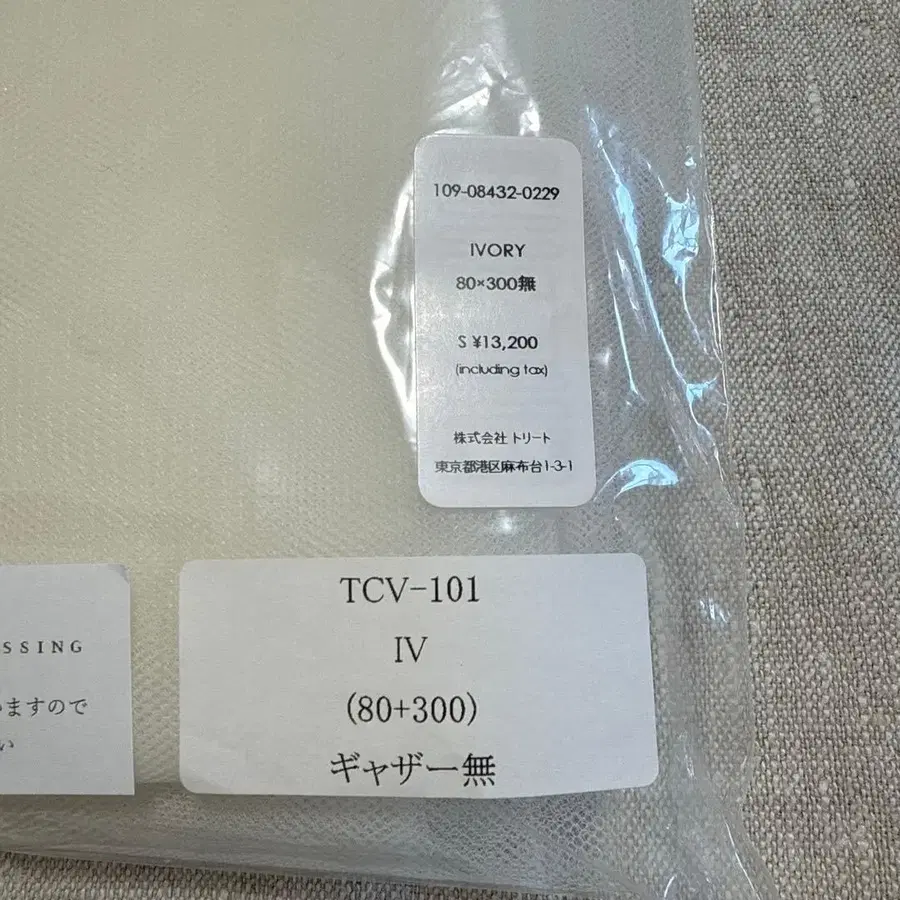 109-08432-0229
IVORY
80×300無
S ¥13,200
(including tax)
株式会社 トリート
東京都港区麻布台1-3-1
TCV-101
IV
(80+300)
ギャザー無
SSING
ますので
い